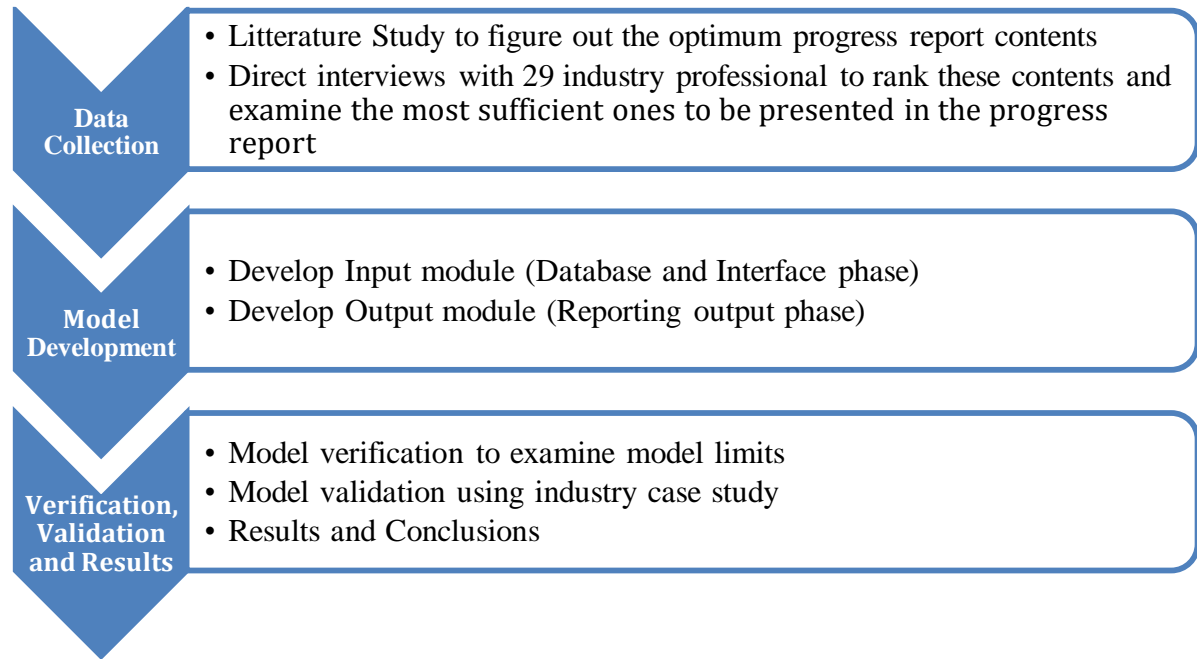 Data
Collection
• Litterature Study to figure out the optimum progress report contents
• Direct interviews with 29 industry professional to rank these contents and
examine the most sufficient ones to be presented in the progress
report
Model
Development
• Develop Input module (Database and Interface phase)
• Develop Output module (Reporting output phase)
Verification,
Validation
and Results
• Model verification to examine model limits
• Model validation using industry case study
• Results and Conclusions